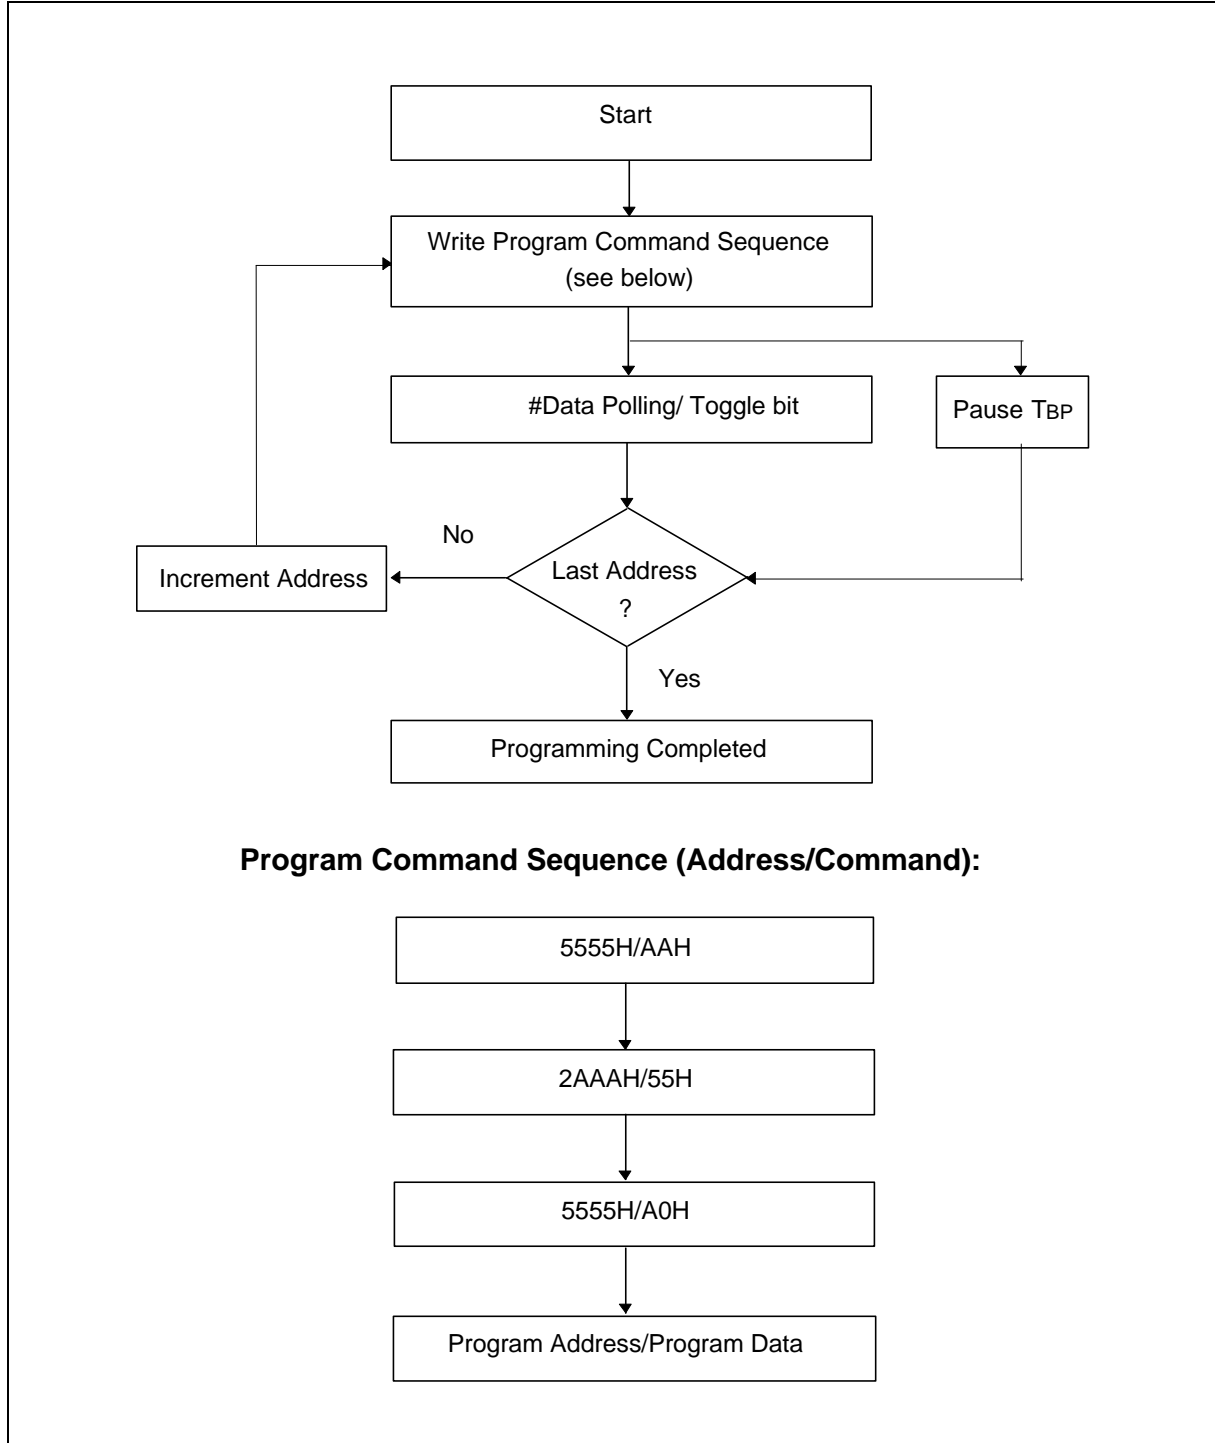 Start
Write Program Command Sequence
(see below)
#Data Polling/ Toggle bit
Pause TBP
No
Increment Address
Last Address
?
Yes
Programming Completed
Program Command Sequence (Address/Command):
5555H/AAH
2AAAH/55H
5555H/A0H
Program Address/Program Data